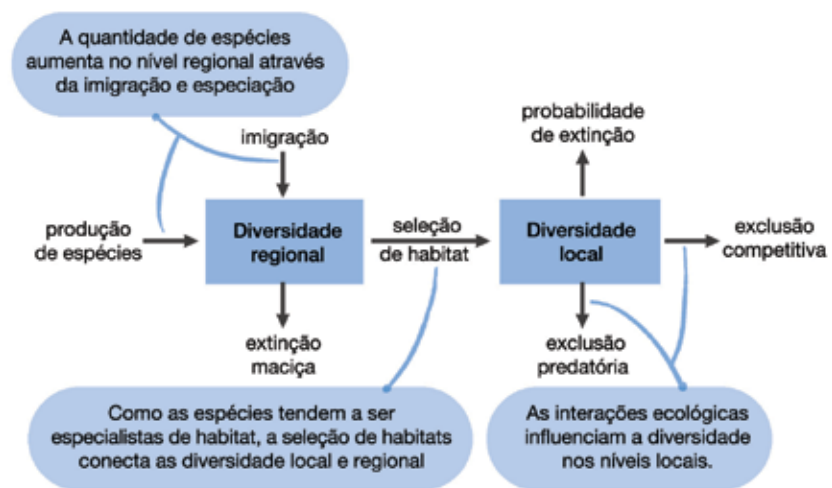 A quantidade de espécies
aumenta no nível regional através
da imigração e especiação
imigração
probabilidade
de extinção
produção
de espécies
Diversidade
regional
seleção
de habitat
Diversidade
local
exclusão
competitiva
extinção
maciça
exclusão
predatória
Como as espécies tendem a ser
especialistas de habitat, a seleção de habitats
conecta as diversidade local e regional
As interações ecológicas
influenciam a diversidade
nos níveis locais.